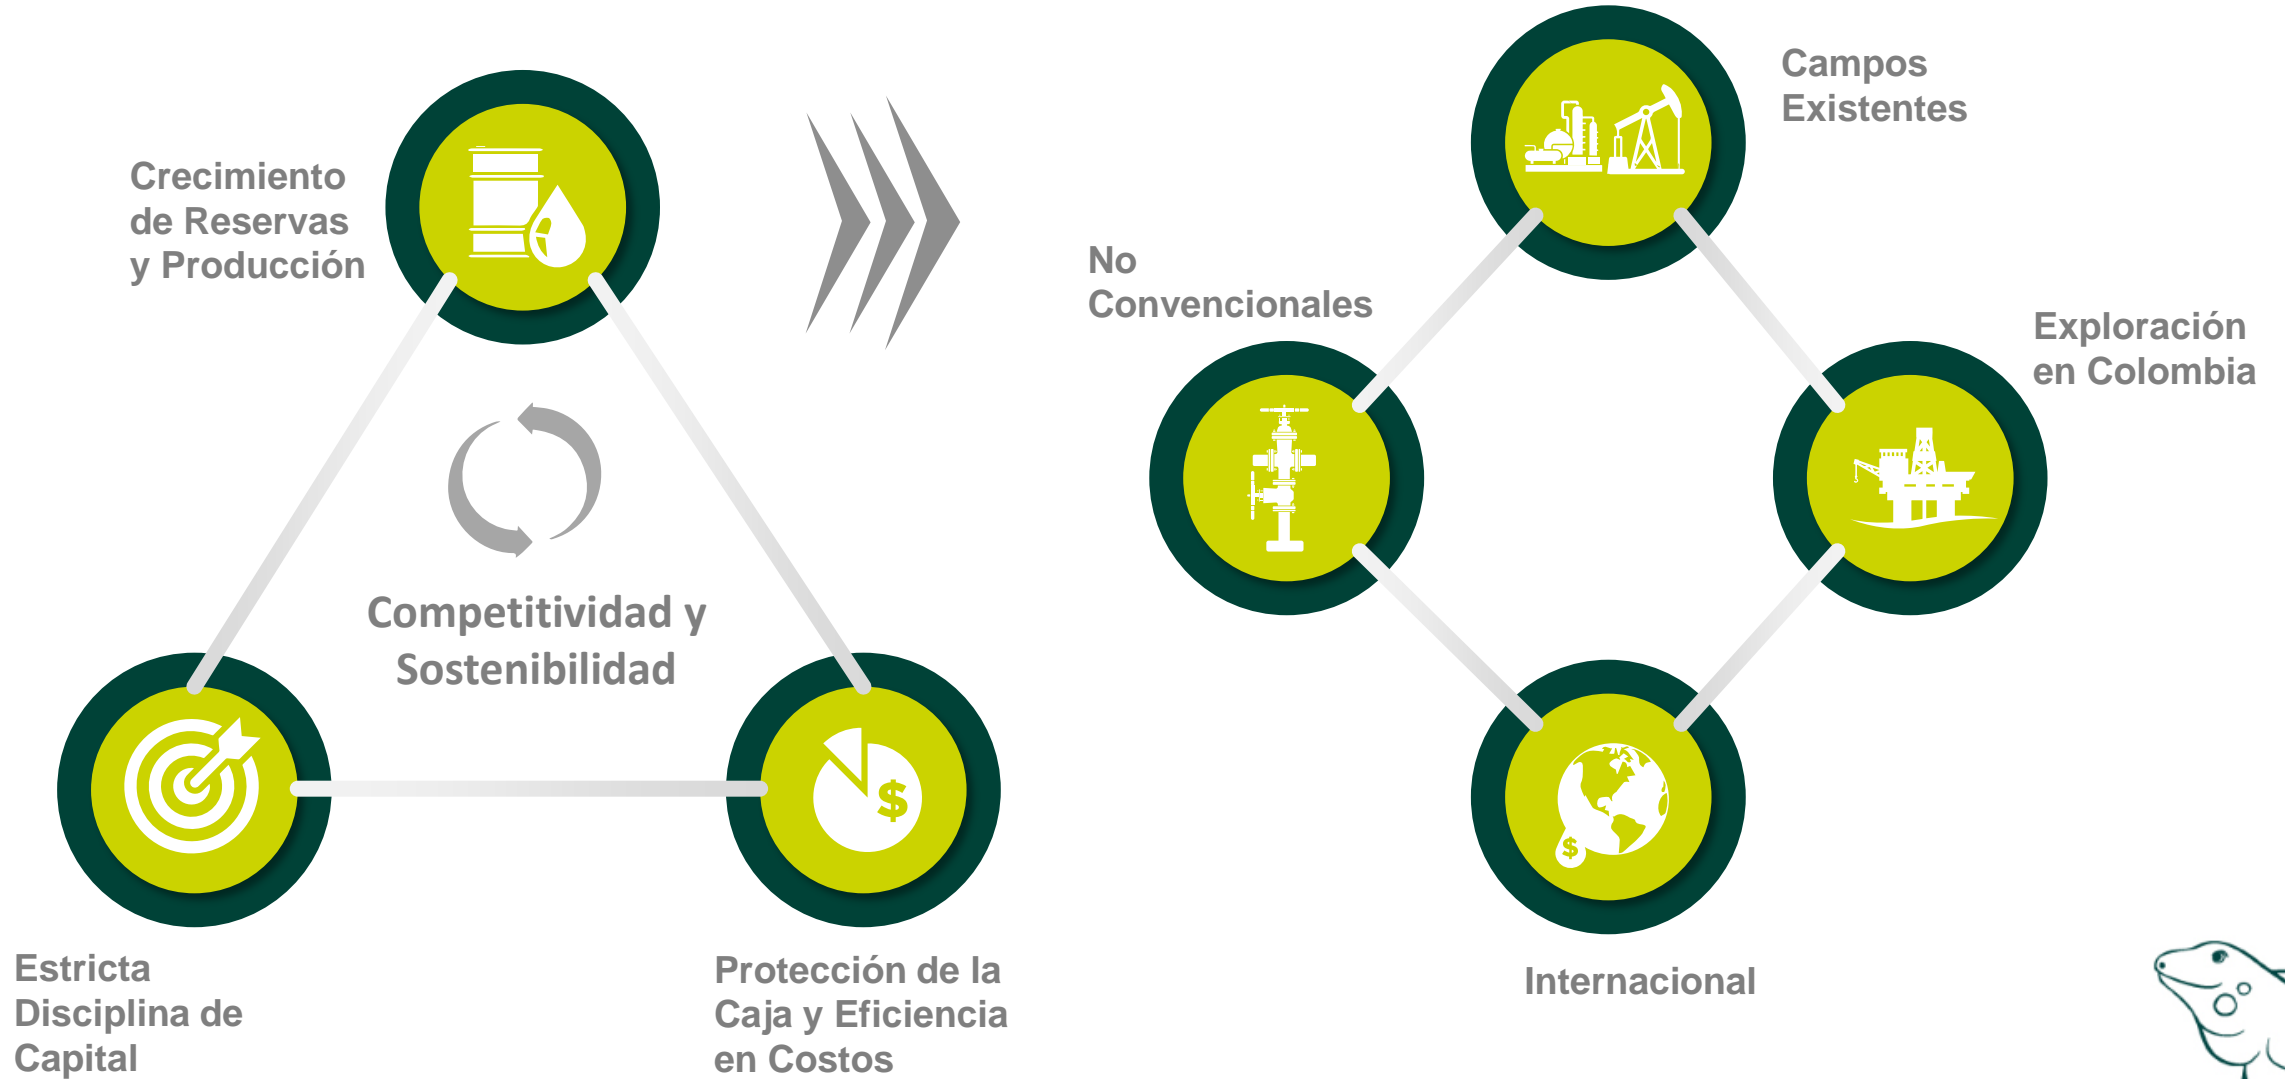 Crecimiento
de Reservas
y Producción
Competitividad y
Sostenibilidad
Estricta
Disciplina de
Capital
$
Protección de la
Caja y Eficiencia
en Costos
Campos
Existentes
No
Convencionales
Exploración
en Colombia
$
Internacional